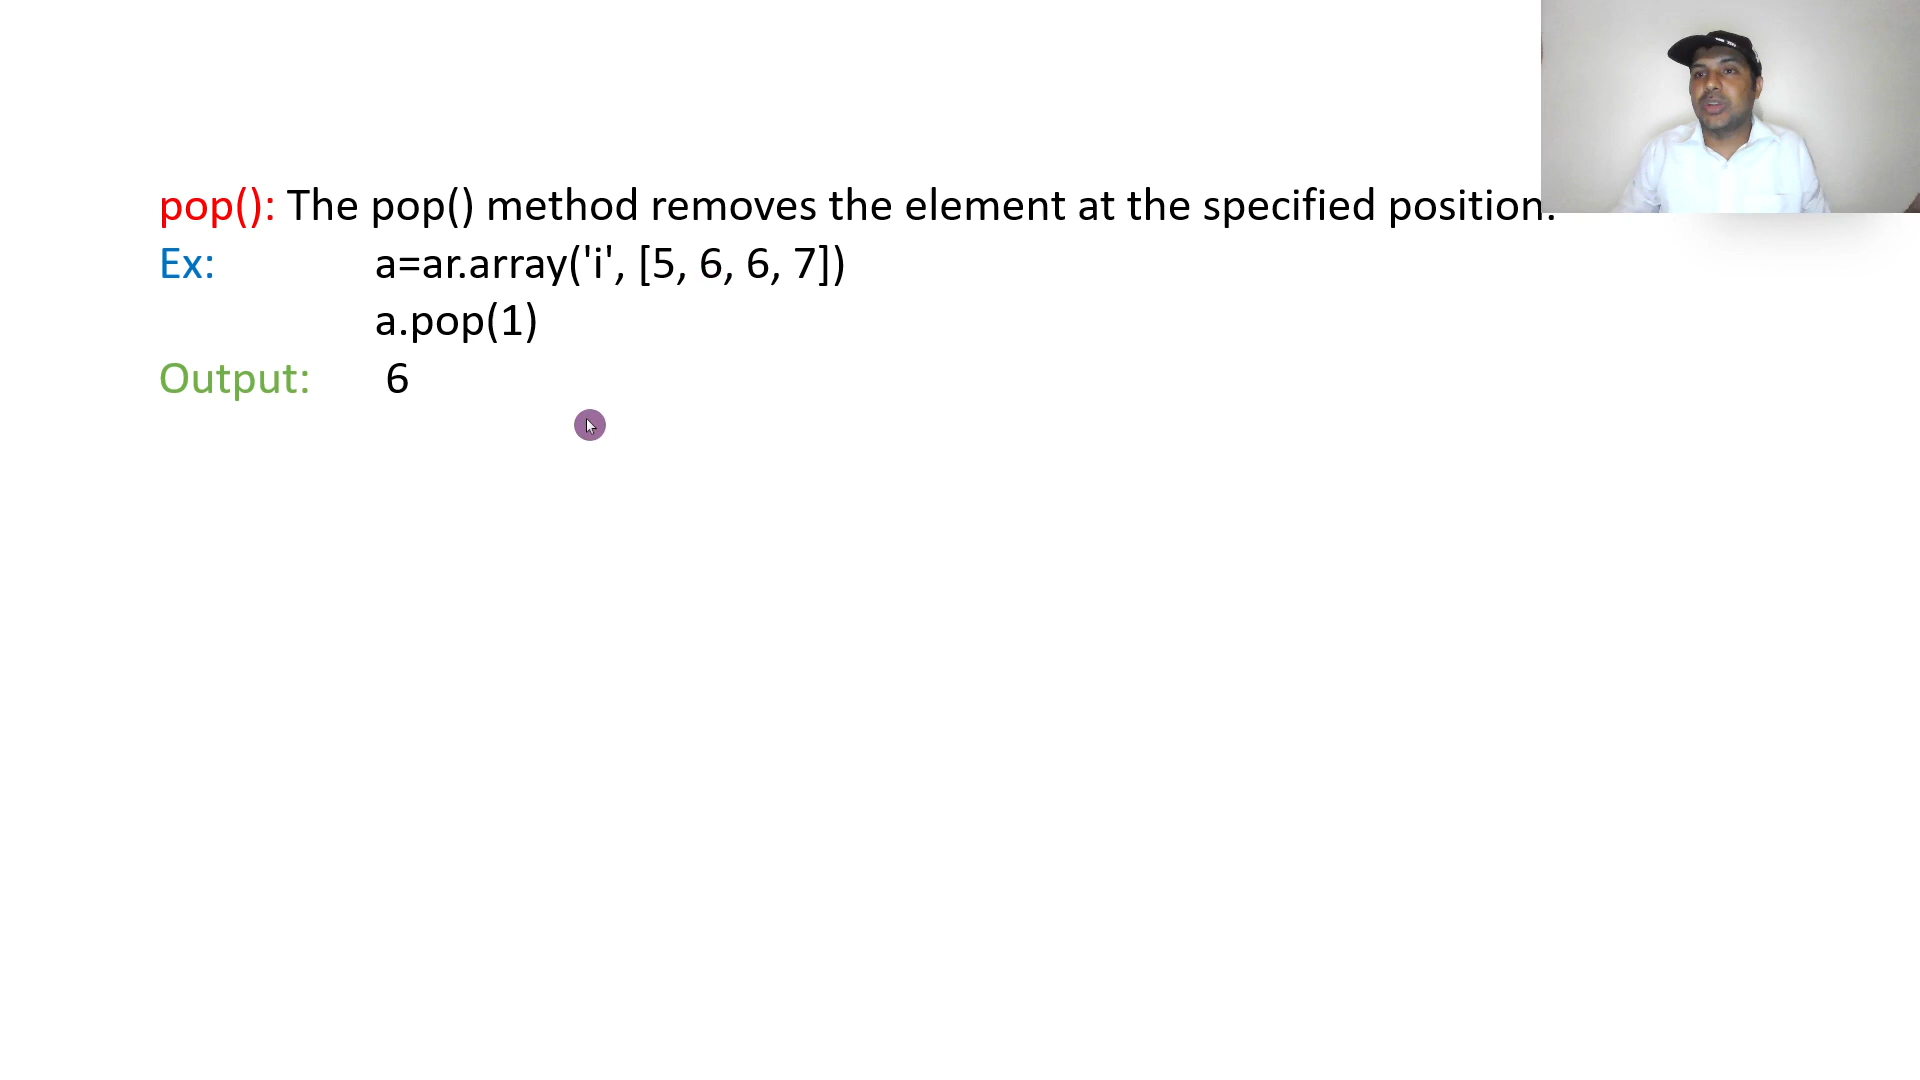 pop(): The pop() method removes the element at the specified position.
Ex: a=ar.array('i', [5, 6, 6, 7])
a.pop(1)
Output: 6